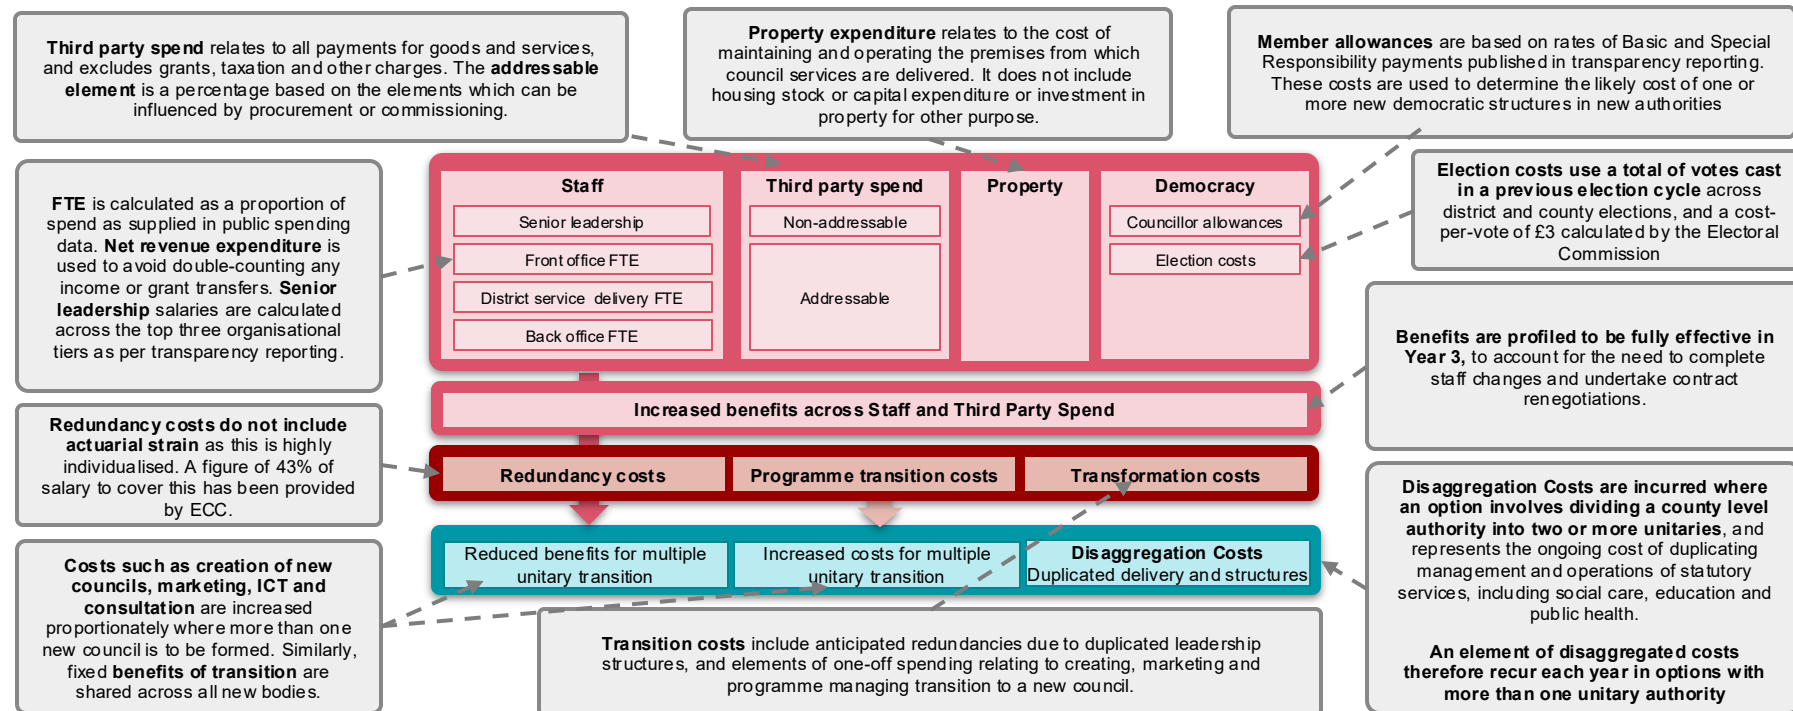 Third party spend relates to all payments for goods and services,
and excludes grants, taxation and other charges. The addressable
element is a percentage based on the elements which can be
influenced by procurement or commissioning.
Property expenditure relates to the cost of
maintaining and operating the premises from which
council services are delivered. It does not include
housing stock or capital expenditure or investment in
property for other purpose.
Member allowances are based on rates of Basic and Special
Responsibility payments published in transparency reporting.
These costs are used to determine the likely cost of one or
more new democratic structures in new authorities
FTE is calculated as a proportion of
spend as supplied in public spending
data. Net revenue expenditure is
used to avoid double-counting any
income or grant transfers. Senior
leadership salaries are calculated
across the top three organisational
tiers as per transparency reporting.
Staff
Senior leadership
Front office FTE
District service delivery FTE
Back office FTE
Third party spend
Non-addressable
Addressable
Property
Democracy
Councillor allowances
Election costs
Election costs use a total of votes cast
in a previous election cycle across
district and county elections, and a cost-
per-vote of £3 calculated by the Electoral
Commission
Increased benefits across Staff and Third Party Spend
Benefits are profiled to be fully effective in
Year 3, to account for the need to complete
staff changes and undertake contract
renegotiations.
Redundancy costs do not include
actuarial strain as this is highly
individualised. A figure of 43% of
salary to cover this has been provided
by ECC.
Redundancy costs
Programme transition costs
Transformation costs
Reduced benefits for multiple
unitary transition
Increased costs for multiple
unitary transition
Disaggregation Costs
Duplicated delivery and structures
Disaggregation Costs are incurred where
an option involves dividing a county level
authority into two or more unitaries, and
represents the ongoing cost of duplicating
management and operations of statutory
services, including social care, education and
public health.
An element of disaggregated costs
therefore recur each year in options with
more than one unitary authority
Costs such as creation of new
councils, marketing, ICT and
consultation are increased
proportionately where more than one
new council is to be formed. Similarly,
fixed benefits of transition are
shared across all new bodies.
Transition costs include anticipated redundancies due to duplicated leadership
structures, and elements of one-off spending relating to creating, marketing and
programme managing transition to a new council.